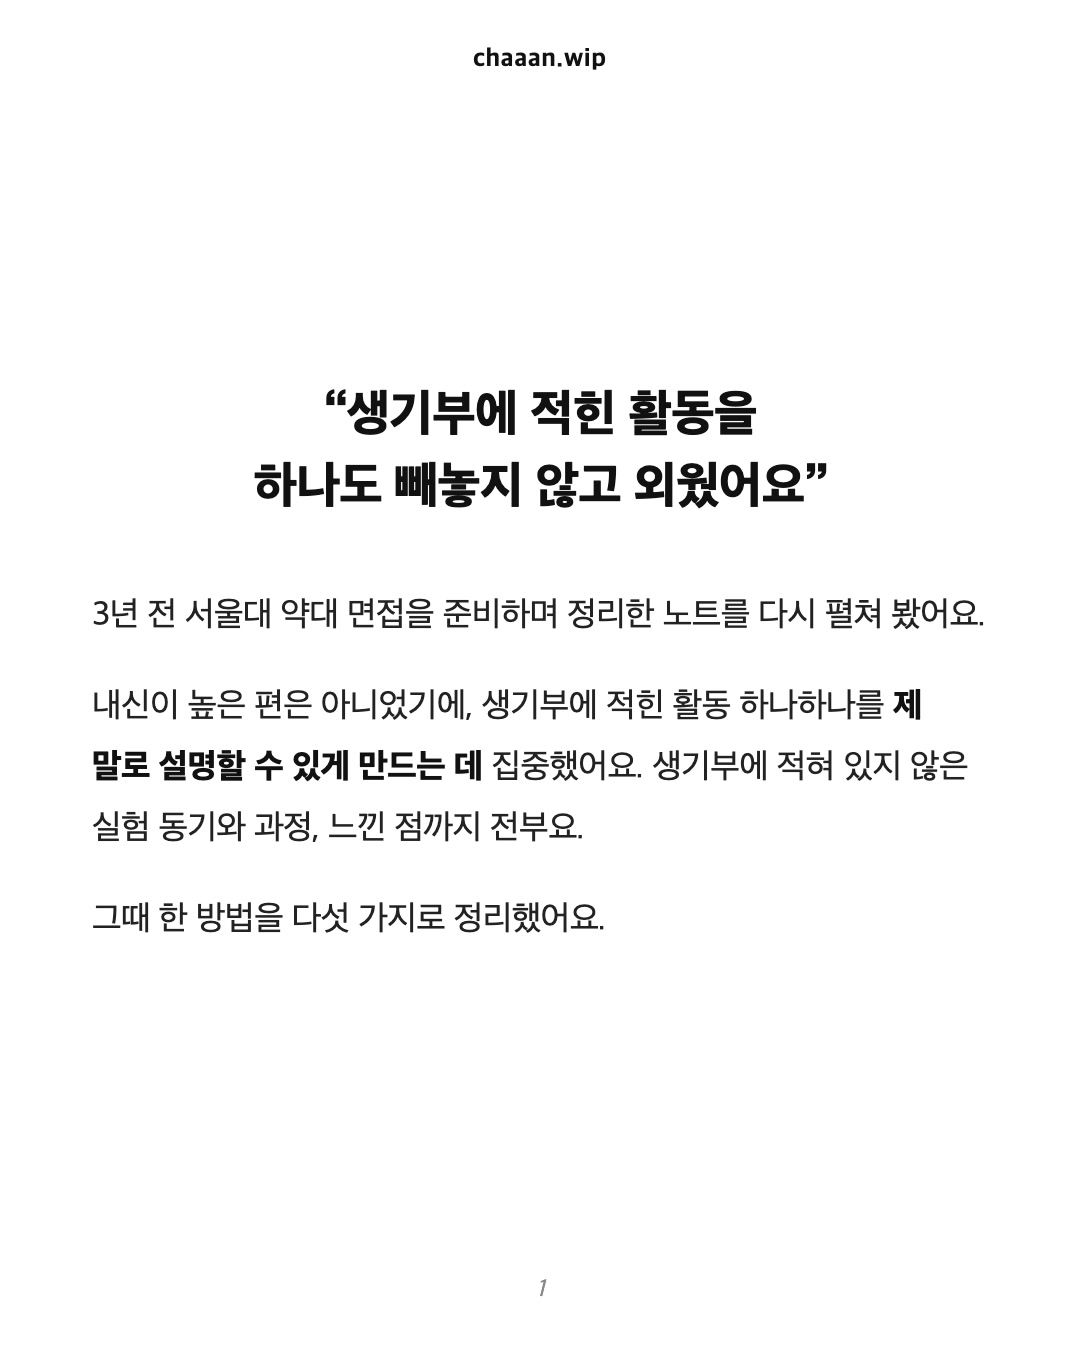 chaaan.wip
“생기부에 적힌 활동을
하나도 빼놓지 않고 외웠어요”
3년 전 서울대 약대 면접을 준비하며 정리한 노트를 다시 펼쳐 봤어요.
내신이 높은 편은 아니었기에, 생기부에 적힌 활동 하나하나를 제
말로 설명할 수 있게 만드는 데 집중했어요. 생기부에 적혀 있지 않은
실험 동기와 과정, 느낀 점까지 전부요.
그때 한 방법을 다섯 가지로 정리했어요.
1